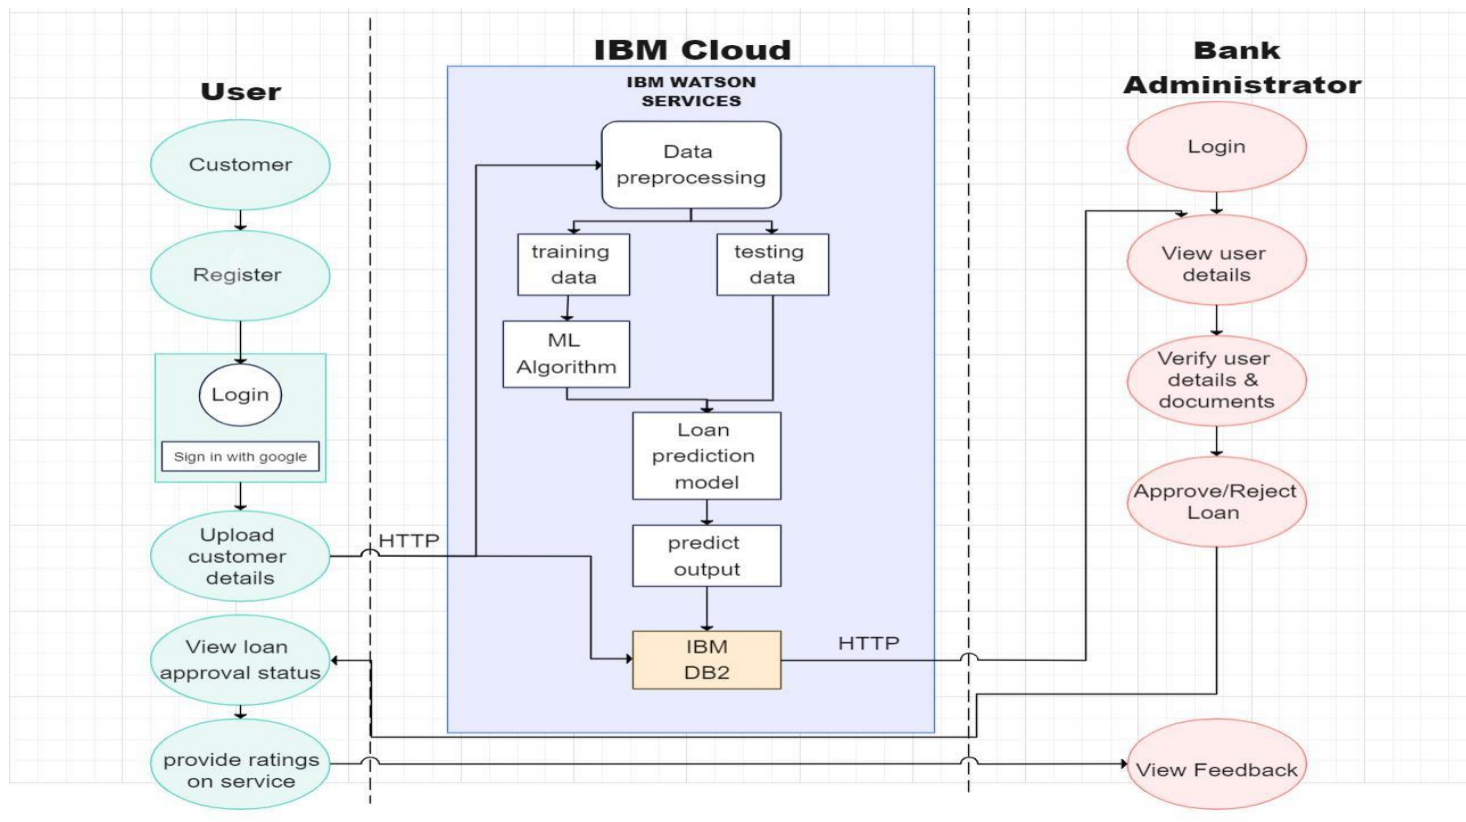 User
Customer
Register
Login
Sign in with google
Upload
customer
details
HTTP
View loan
approval status
provide ratings
on service
IBM Cloud
IBM WATSON
SERVICES
Data
preprocessing
training
data
testing
data
ML
Algorithm
Loan
prediction
model
predict
output
IBM
DB2
HTTP
Bank
Administrator
Login
View user
details
Verify user
details &
documents
Approve/Reject
Loan
View Feedback